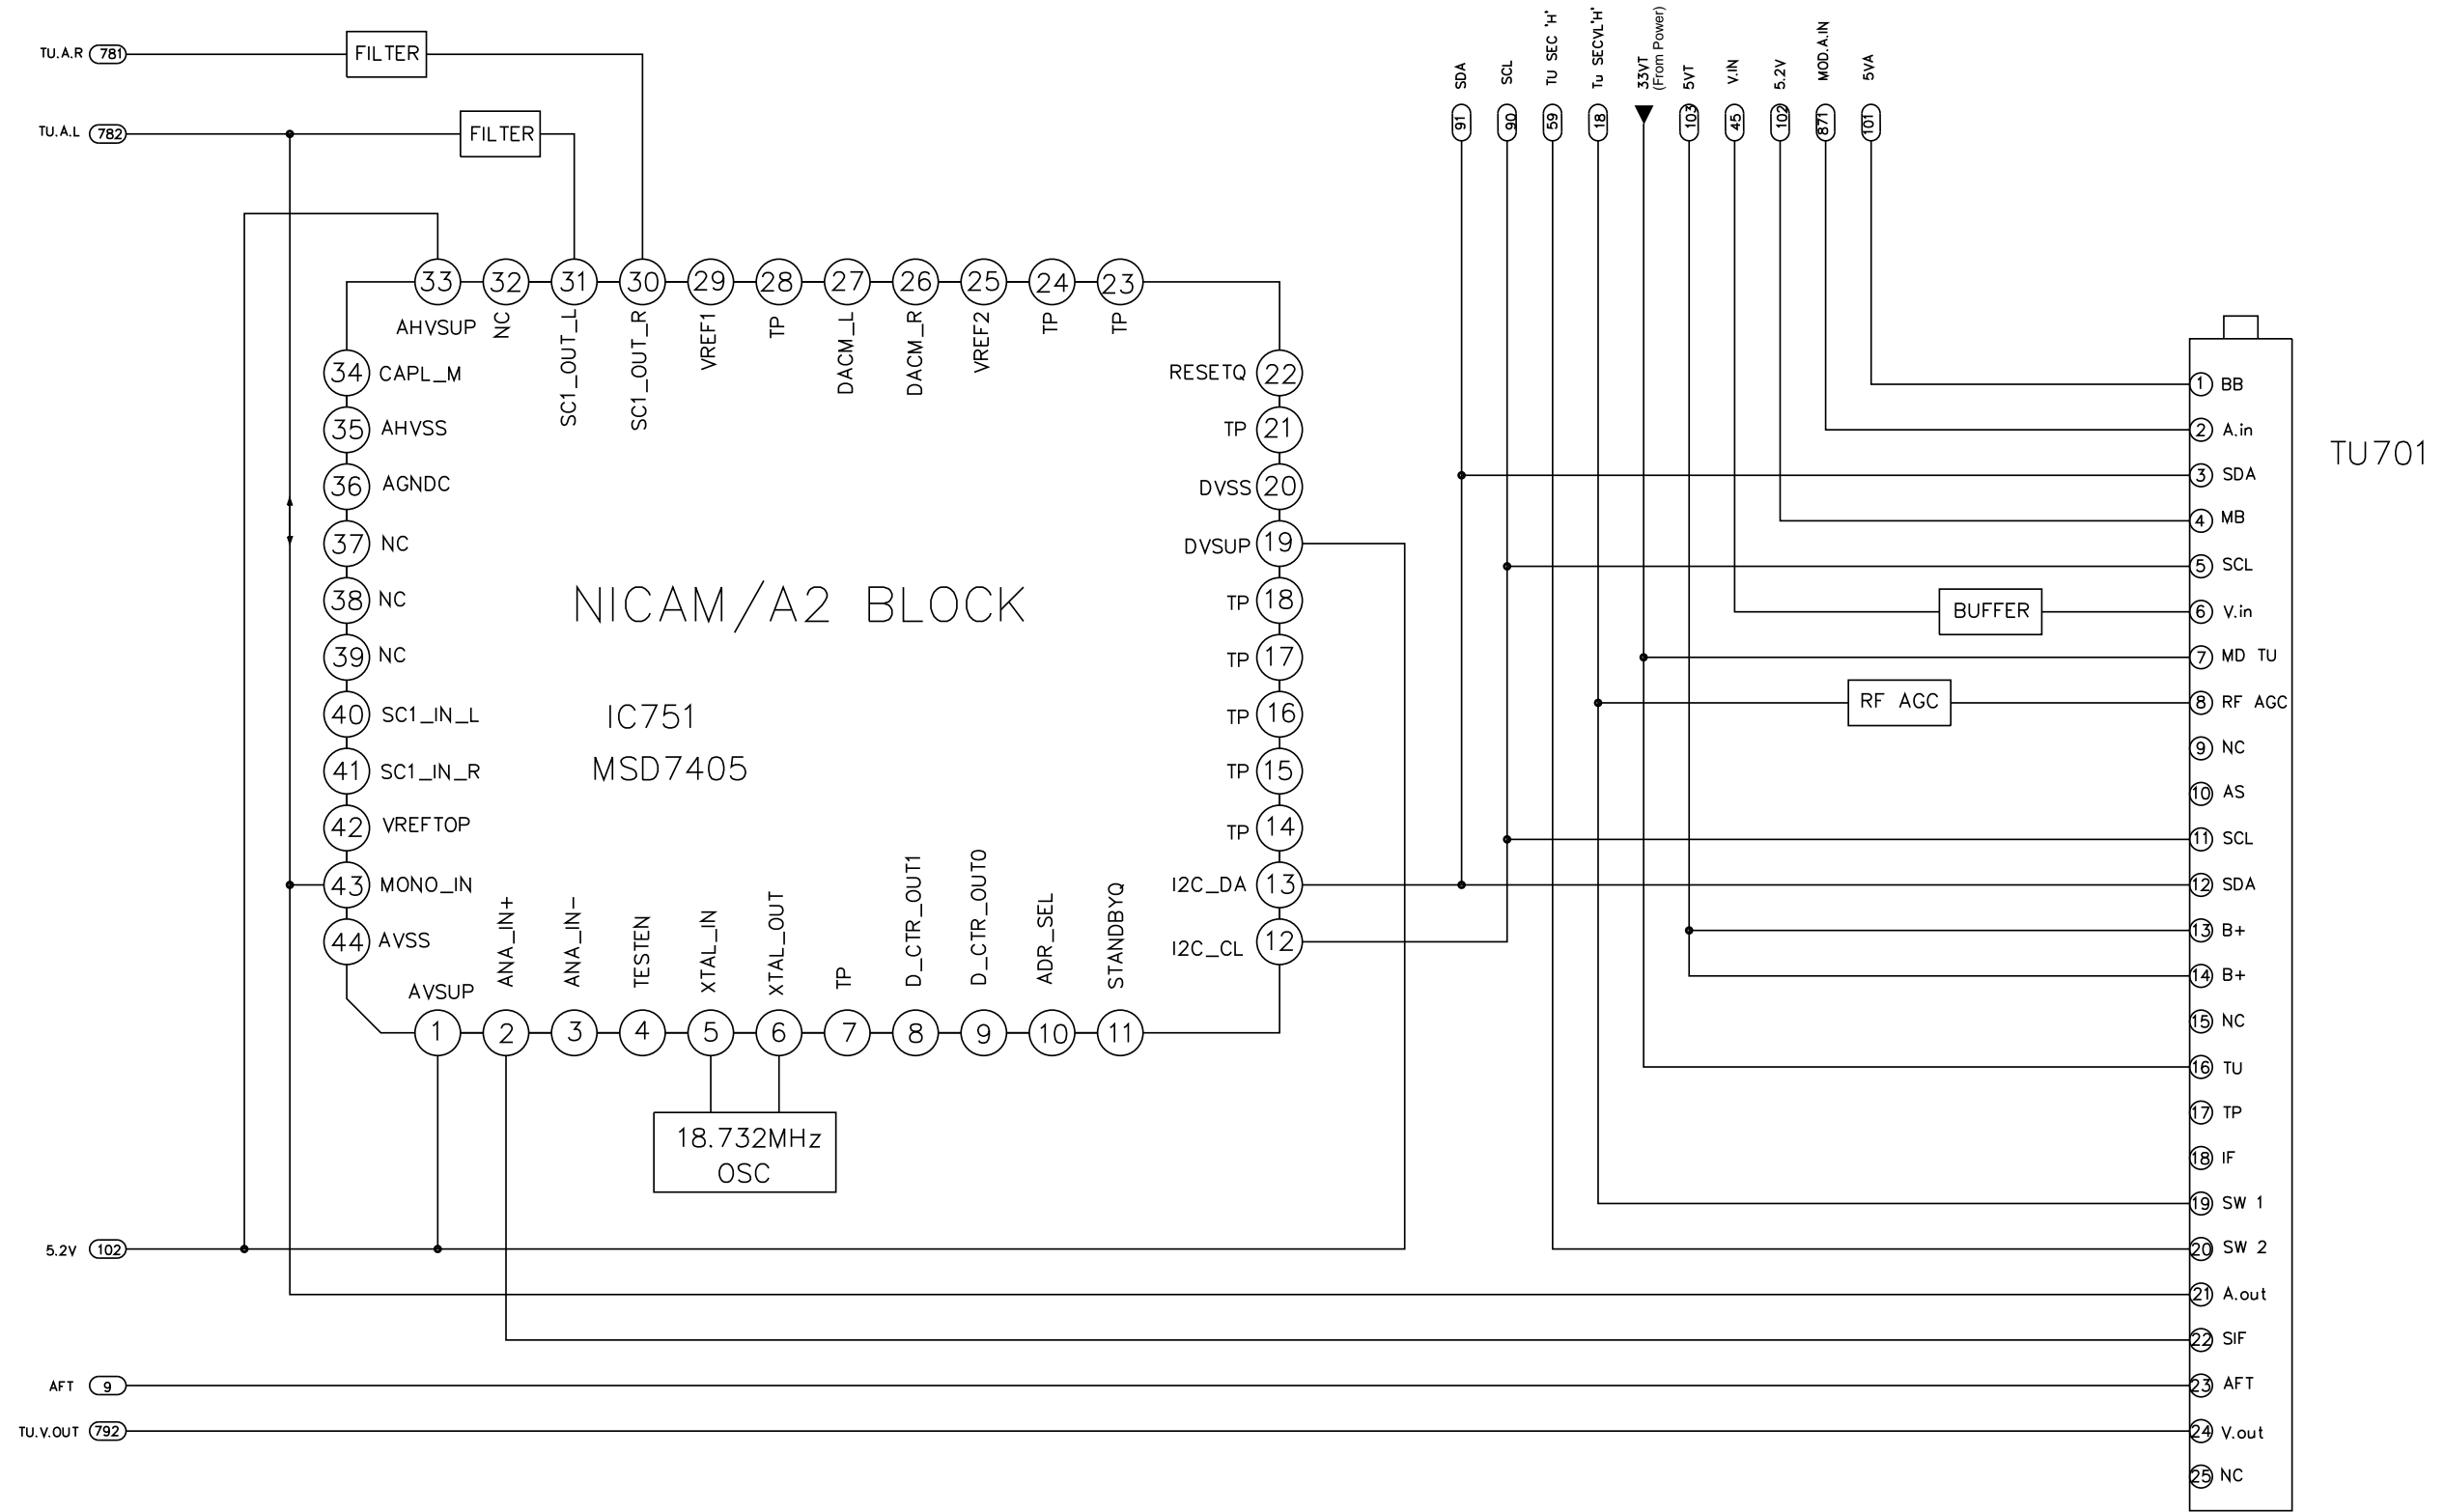 TU.A.R 781
FILTER
TU.A.L 782
FILTER
SDA 91
SCL 90
TU SEC 'H' 59
Tu SECVL'H' 18
33VT
(From Power)
5VT 103
V.IN 45
5.2V 102
MOD.A.IN 871
5VA 101
33 AHVSUP
32 NC
31 SC1_OUT_L
30 SC1_OUT_R
29 VREF1
28 TP
27 DACM_L
26 DACM_R
25 VREF2
24 TP
23 TP
34 CAPL_M
35 AHVSS
36 AGNDC
37 NC
38 NC
39 NC
40 SC1_IN_L
41 SC1_IN_R
42 VREFTOP
43 MONO_IN
44 AVSS
NICAM/A2 BLOCK
IC751
MSD7405
RESETQ 22
TP 21
DVSS 20
DVSUP 19
TP 18
TP 17
TP 16
TP 15
TP 14
I2C_DA 13
I2C_CL 12
AVSUP 1
ANA_IN+ 2
ANA_IN- 3
TESTEN 4
XTAL_IN 5
XTAL_OUT 6
TP 7
D_CTR_OUT1 8
D_CTR_OUT0 9
ADR_SEL 10
STANDBYQ 11
18.732MHz
OSC
BUFFER
RF AGC
TU701
1 BB
2 A.in
3 SDA
4 MB
5 SCL
6 V.in
7 MD TU
8 RF AGC
9 NC
10 AS
11 SCL
12 SDA
13 B+
14 B+
15 NC
16 TU
17 TP
18 IF
19 SW 1
20 SW 2
21 A.out
22 SIF
23 AFT
24 V.out
25 NC
5.2V 102
AFT 9
TU.V.OUT 792